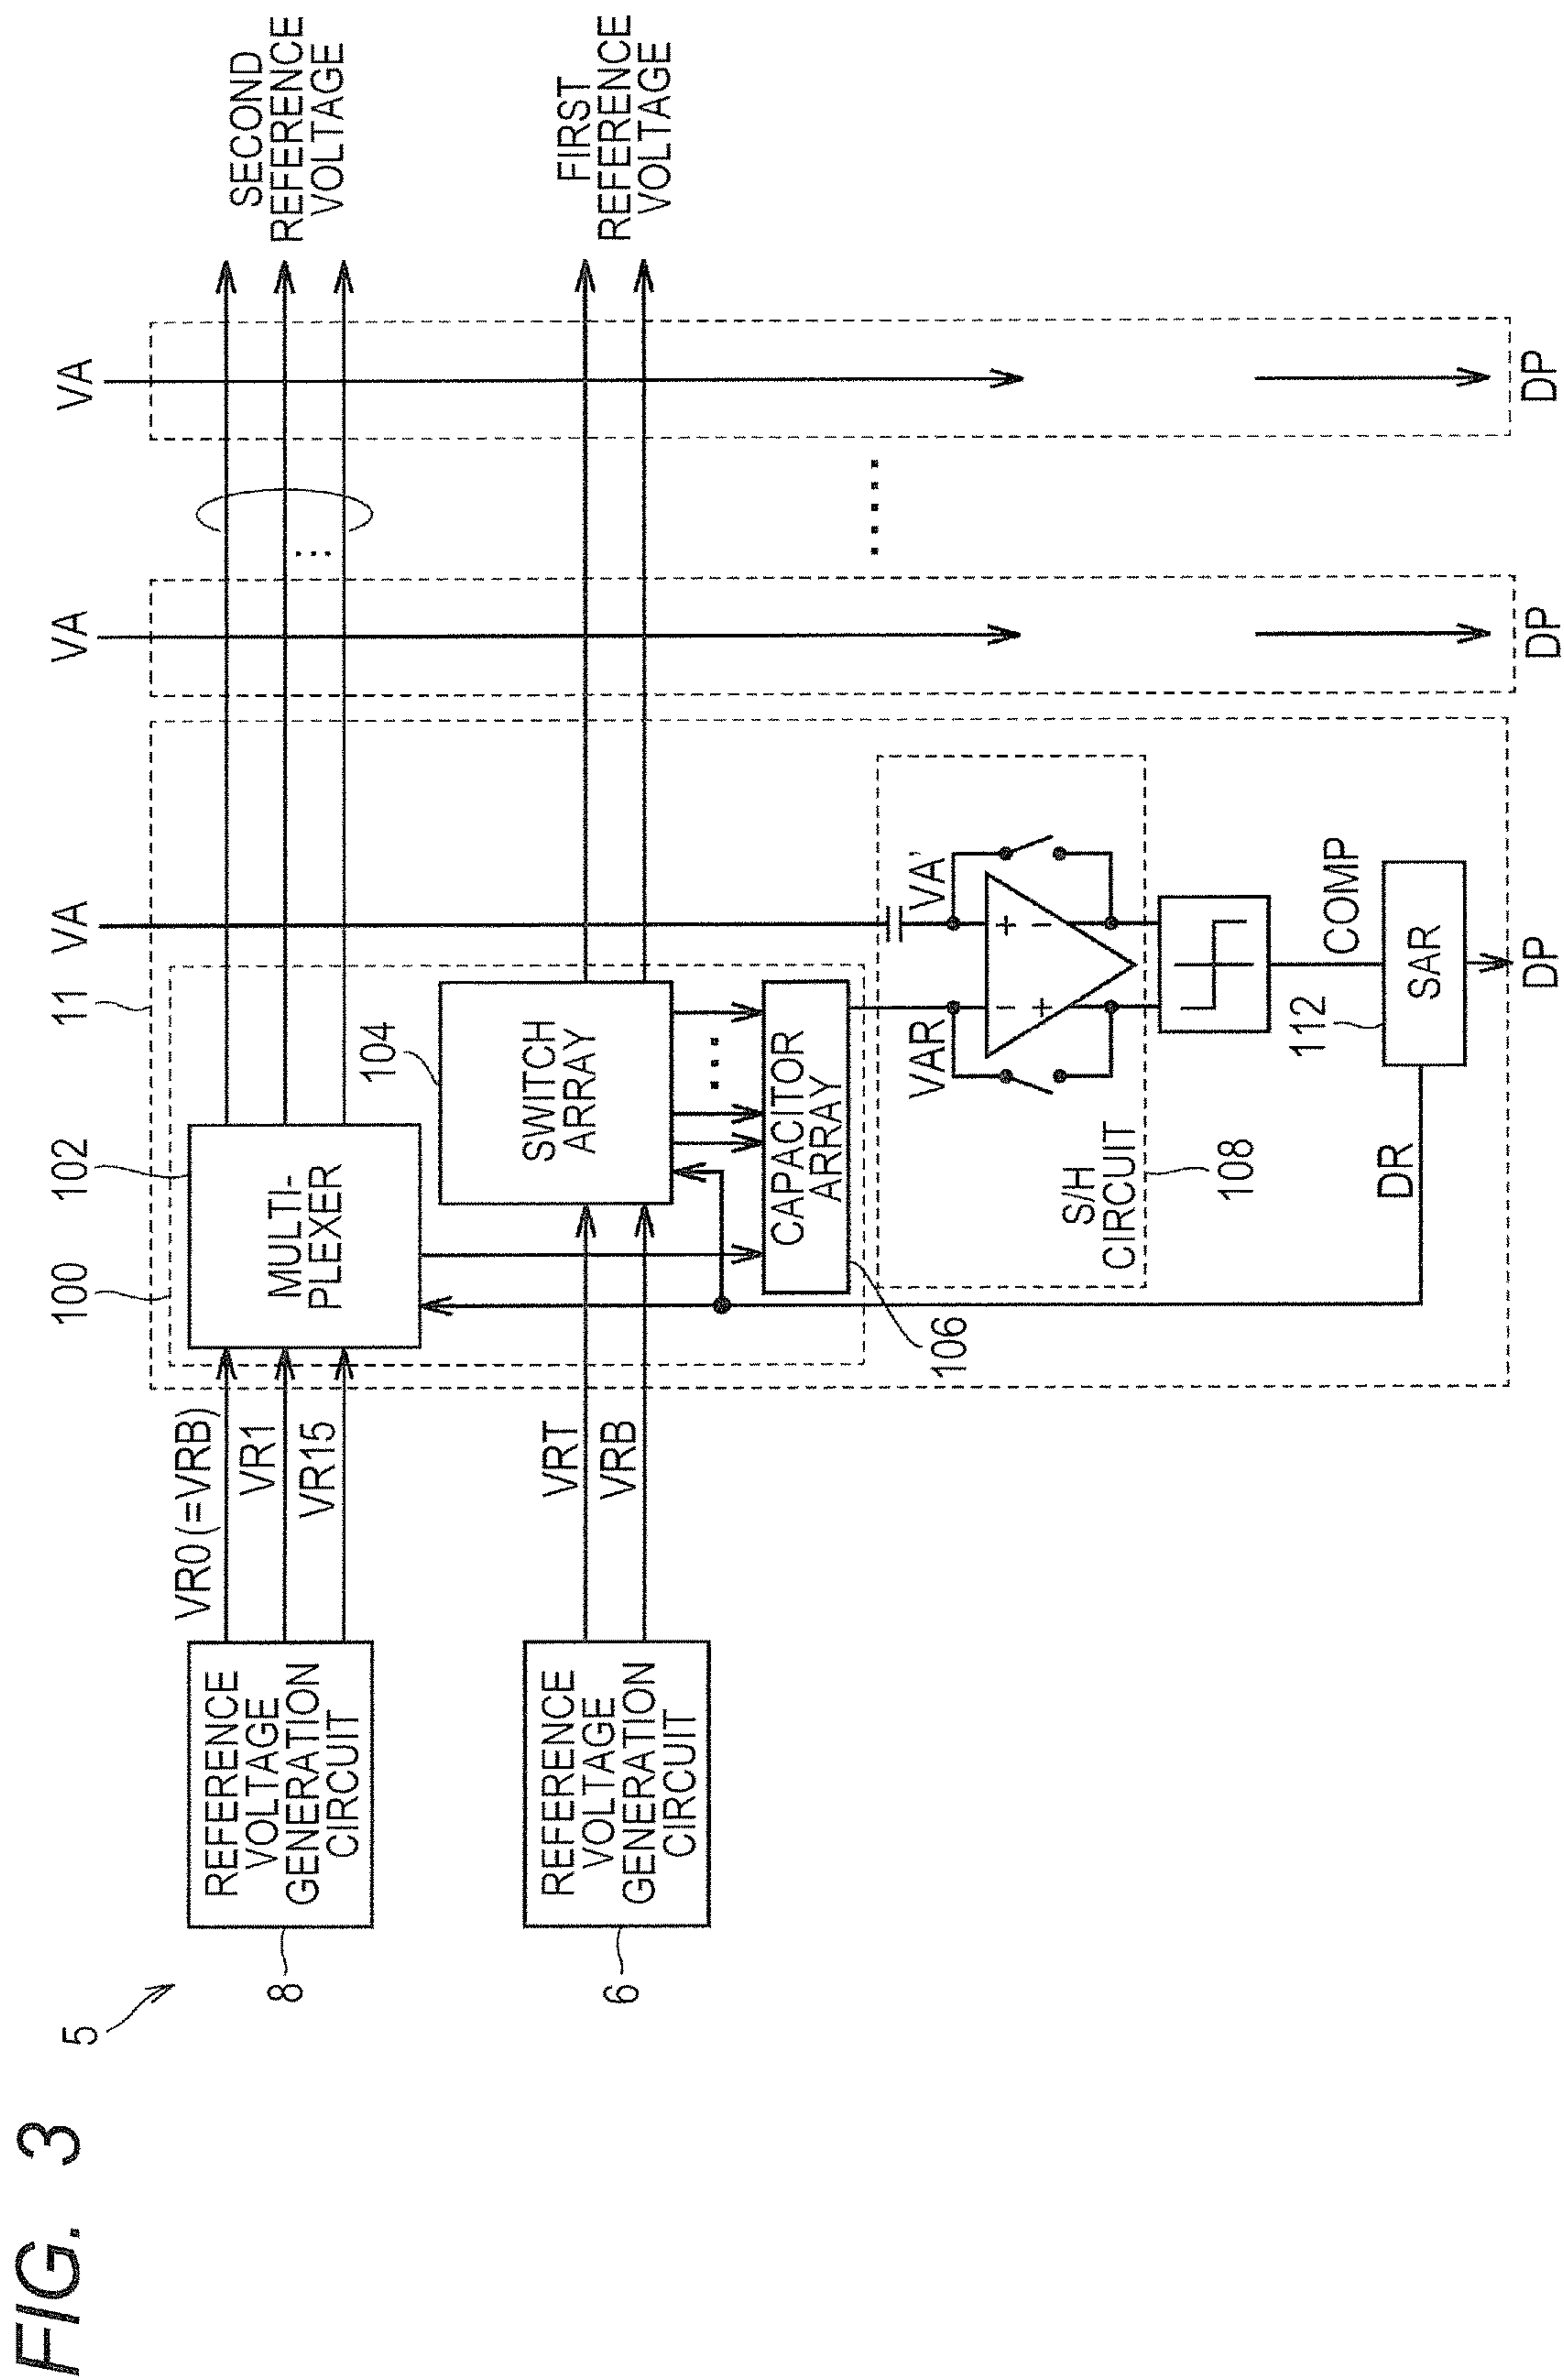 FIG. 3
5
REFERENCE
VOLTAGE
GENERATION
CIRCUIT
8
REFERENCE
VOLTAGE
GENERATION
CIRCUIT
6
VR0 (=VRB)
VR1
VR15
VRT
VRB
100
102
11
VA
VA
VA
MULTI-
PLEXER
104
SWITCH
ARRAY
CAPACITOR
ARRAY
106
SECOND
REFERENCE
VOLTAGE
FIRST
REFERENCE
VOLTAGE
VAR
VA'
- +
+ -
S/H
CIRCUIT
108
COMP
DR
112
SAR
DP
DP
DP